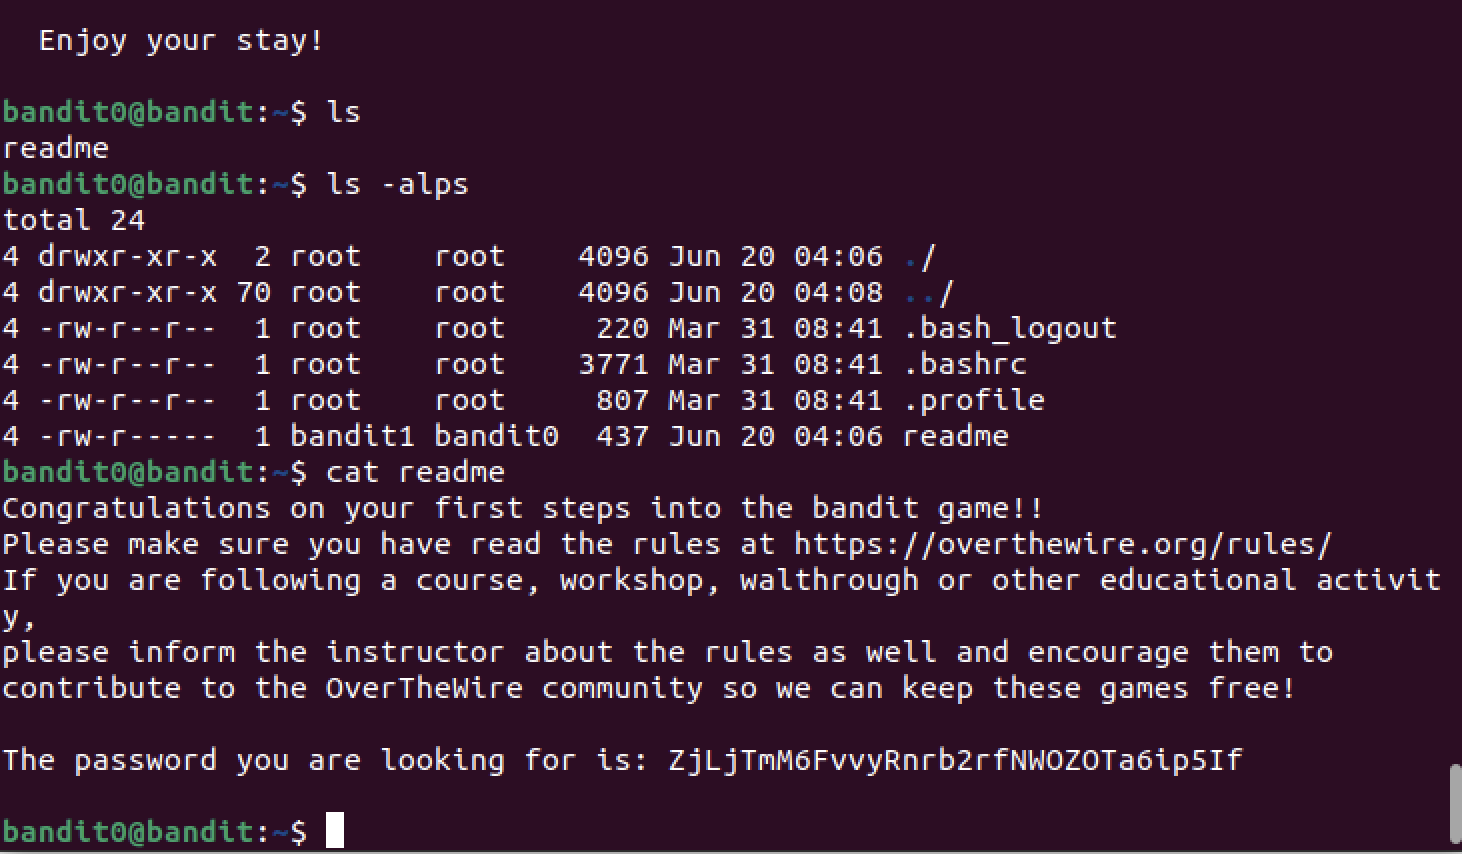 Enjoy your stay!
bandit0@bandit:~$ ls
readme
bandit0@bandit:~$ ls -alps
total 24
4 drwxr-xr-x  2 root    root    4096 Jun 20 04:06 ./
4 drwxr-xr-x 70 root    root    4096 Jun 20 04:08 ../
4 -rw-r--r--  1 root    root     220 Mar 31 08:41 .bash_logout
4 -rw-r--r--  1 root    root    3771 Mar 31 08:41 .bashrc
4 -rw-r--r--  1 root    root     807 Mar 31 08:41 .profile
4 -rw-r-----  1 bandit1 bandit0  437 Jun 20 04:06 readme
bandit0@bandit:~$ cat readme
Congratulations on your first steps into the bandit game!!
Please make sure you have read the rules at https://overthewire.org/rules/
If you are following a course, workshop, walthrough or other educational activit
y,
please inform the instructor about the rules as well and encourage them to
contribute to the OverTheWire community so we can keep these games free!
The password you are looking for is: ZjLjTmM6FvvyRnrb2rfNWOZOTa6ip5If
bandit0@bandit:~$